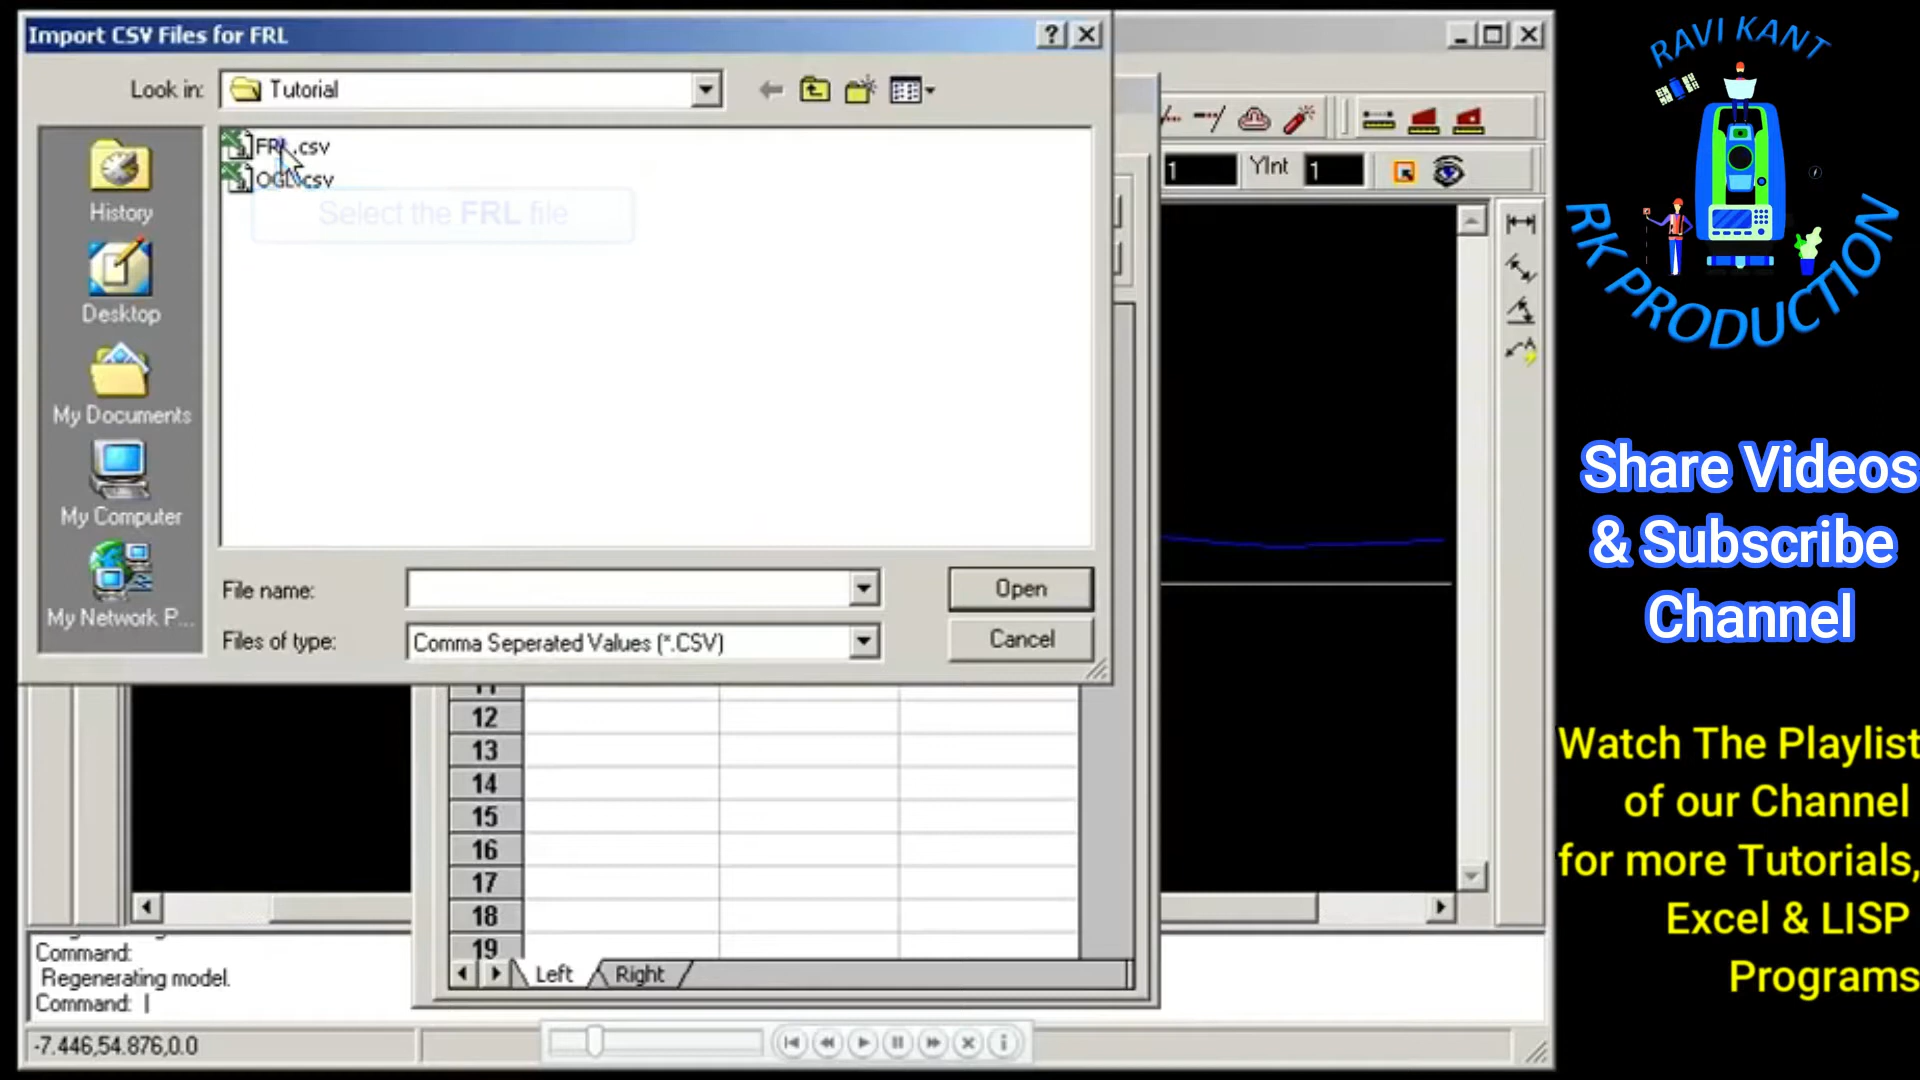 Import CSV Files for FRL
Look in:
Tutorial
FRL.csv
OGL.csv
Select the FRL file
History
Desktop
My Documents
My Computer
My Network P...
File name:
Open
Files of type:
Comma Seperated Values (*.CSV)
Cancel
1
YInt
1
11
12
13
14
15
16
17
18
19
Left
Right
Command:
Regenerating model.
Command:
-7.446,54.876,0.0
RAVI KANT
RK PRODUCTION
Share Videos
& Subscribe
Channel
Watch The Playlist
of our Channel
for more Tutorials,
Excel & LISP
Programs